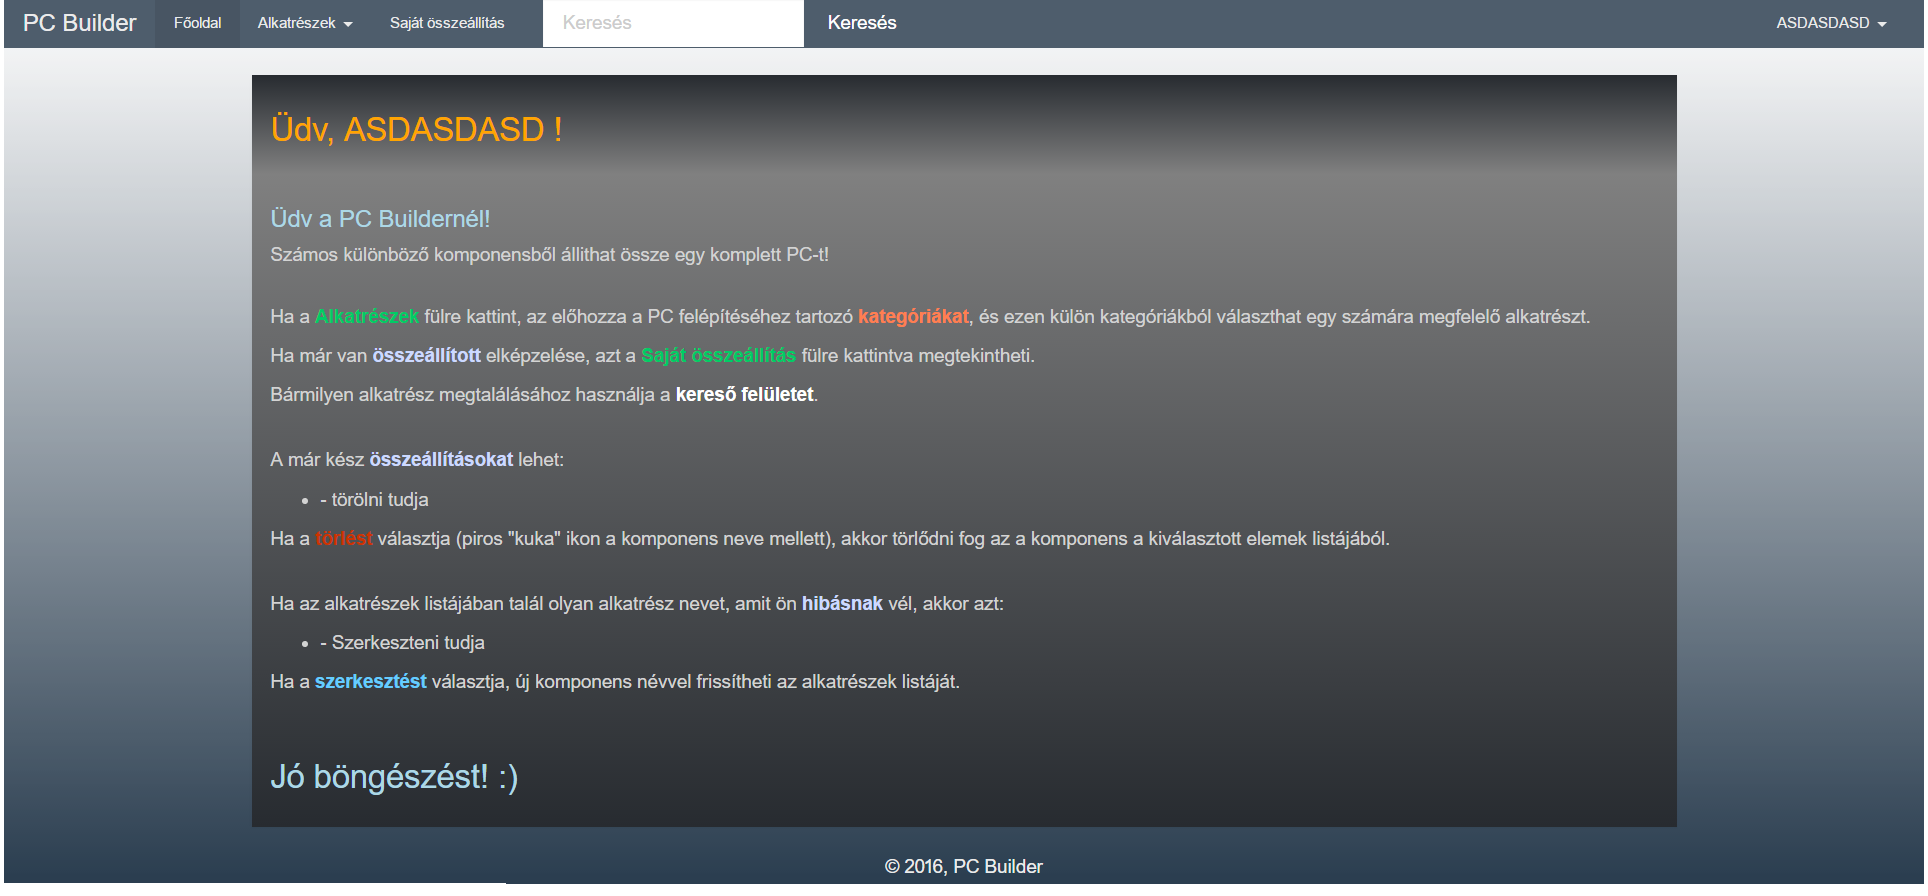 PC Builder Főoldal Alkatrészek Saját összeállítás Keresés Keresés ASDASDASD
Üdv, ASDASDASD !
Üdv a PC Buildernél!
Számos különböző komponensből állithat össze egy komplett PC-t!
Ha a Alkatrészek fülre kattint, az előhozza a PC felépítéséhez tartozó kategóriákat, és ezen külön kategóriákból választhat egy számára megfelelő alkatrészt.
Ha már van összeállított elképzelése, azt a Saját összeállítás fülre kattintva megtekintheti.
Bármilyen alkatrész megtalálásához használja a kereső felületet.
A már kész összeállításokat lehet:
- törölni tudja
Ha a törlést választja (piros "kuka" ikon a komponens neve mellett), akkor törlődni fog az a komponens a kiválasztott elemek listájából.
Ha az alkatrészek listájában talál olyan alkatrész nevet, amit ön hibásnak vél, akkor azt:
- Szerkeszteni tudja
Ha a szerkesztést választja, új komponens névvel frissítheti az alkatrészek listáját.
Jó böngészést! :)
© 2016, PC Builder